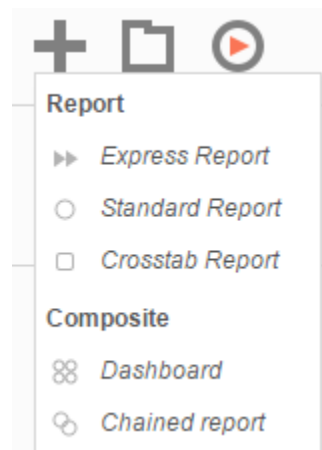 Report
Express Report
Standard Report
Crosstab Report
Composite
Dashboard
Chained report